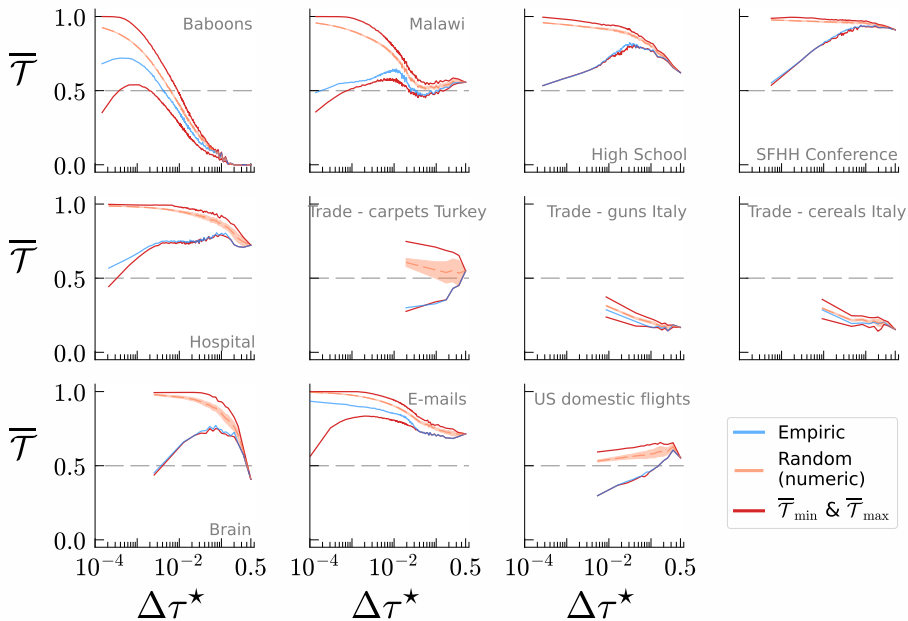 1.0
0.5
0.0
𝒯̅
Baboons
Malawi
High School
SFHH Conference
1.0
0.5
0.0
𝒯̅
Hospital
Trade - carpets Turkey
Trade - guns Italy
Trade - cereals Italy
1.0
0.5
0.0
𝒯̅
Brain
E-mails
US domestic flights
Empiric
Random
(numeric)
𝒯̅ₘᵢₙ & 𝒯̅ₘₐₓ
10⁻⁴ 10⁻² 0.5
10⁻⁴ 10⁻² 0.5
10⁻⁴ 10⁻² 0.5
Δτ⋆
Δτ⋆
Δτ⋆